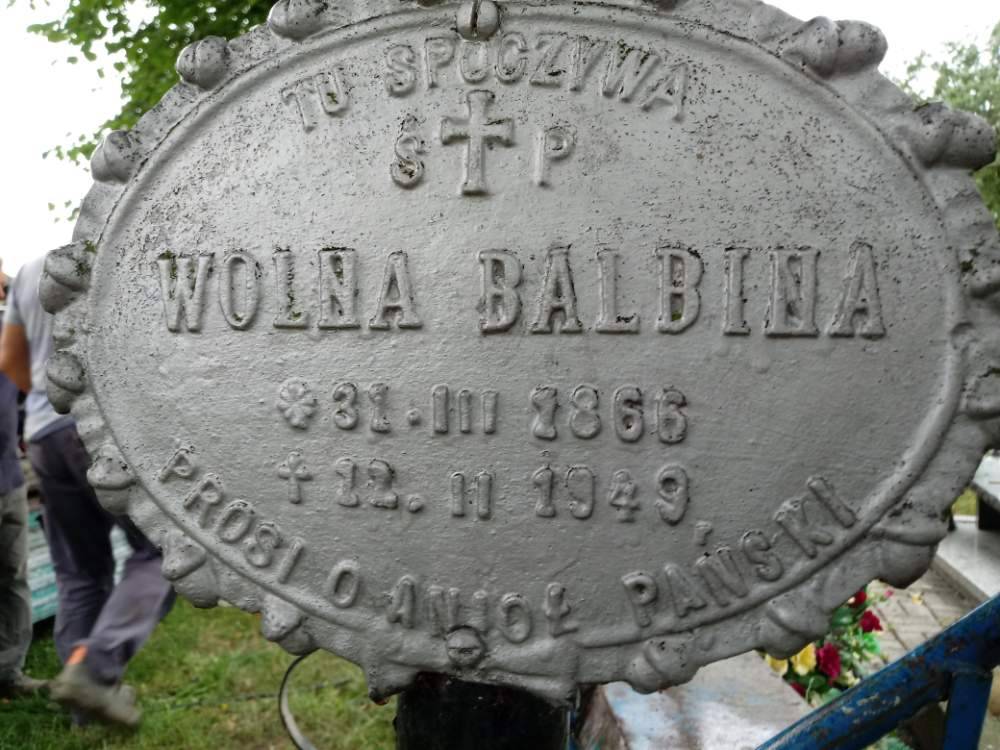 TU SPOCZYWA
S P
WOLNA BALBINA
* 31. III 1866
† 12. II 1949
PROSI O ANIOŁ PAŃSKI